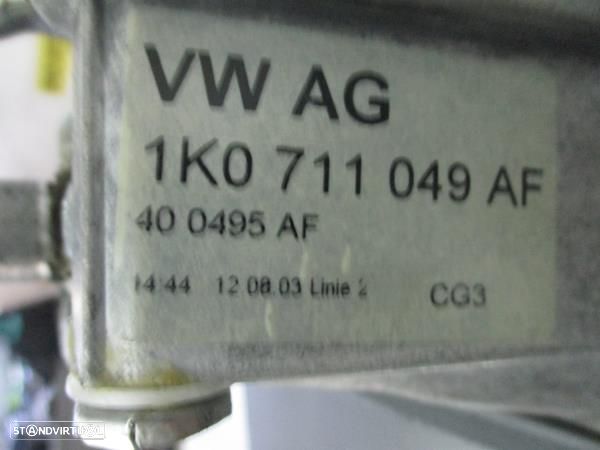 VW AG
1K0 711 049 AF
40 0495 AF
14:44 12.08.03 Linie 2 CG3
STANDVIRTUAL